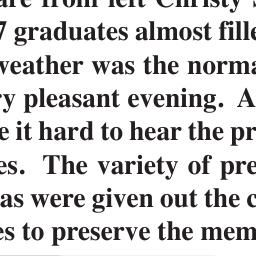 are from left Christy
7 graduates almost fille
weather was the norma
ry pleasant evening. A
e it hard to hear the pr
es. The variety of pre
as were given out the c
es to preserve the mem